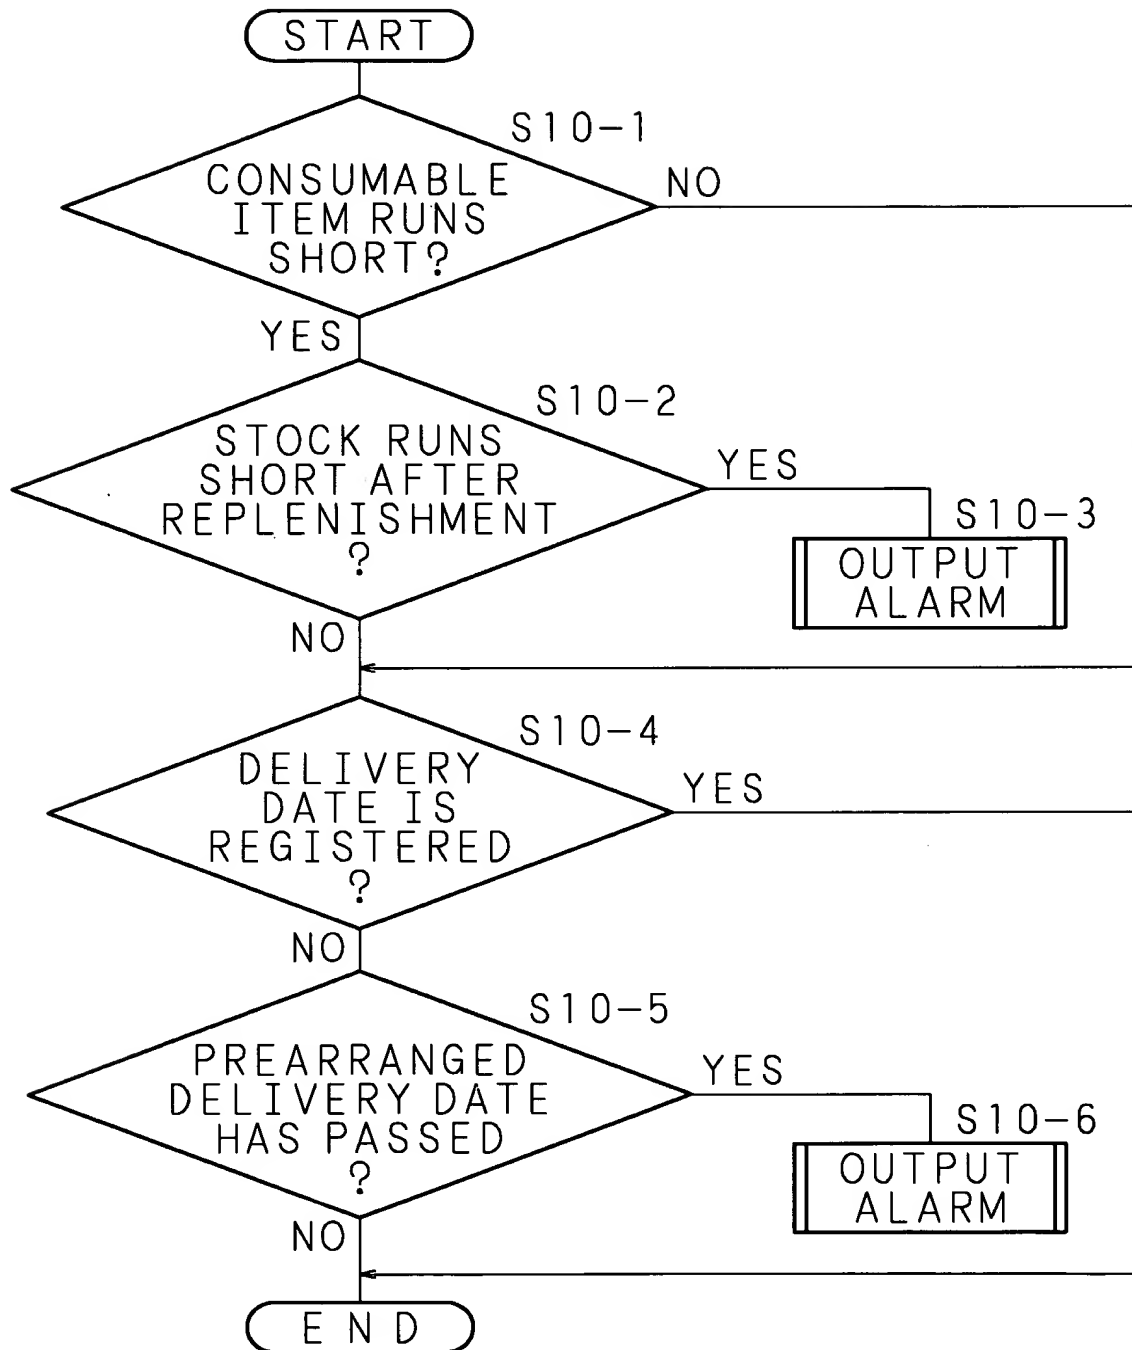 START
S10-1
CONSUMABLE
ITEM RUNS
SHORT?
NO
YES
S10-2
STOCK RUNS
SHORT AFTER
REPLENISHMENT
?
YES
S10-3
OUTPUT
ALARM
NO
S10-4
DELIVERY
DATE IS
REGISTERED
?
YES
NO
S10-5
PREARRANGED
DELIVERY DATE
HAS PASSED
?
YES
S10-6
OUTPUT
ALARM
NO
END